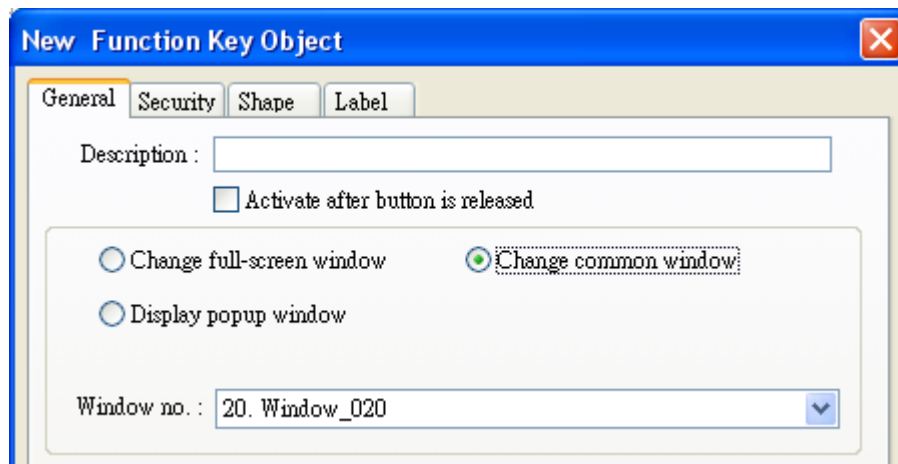 New Function Key Object
General Security Shape Label
Description :
Activate after button is released
Change full-screen window Change common window
Display popup window
Window no. : 20. Window_020